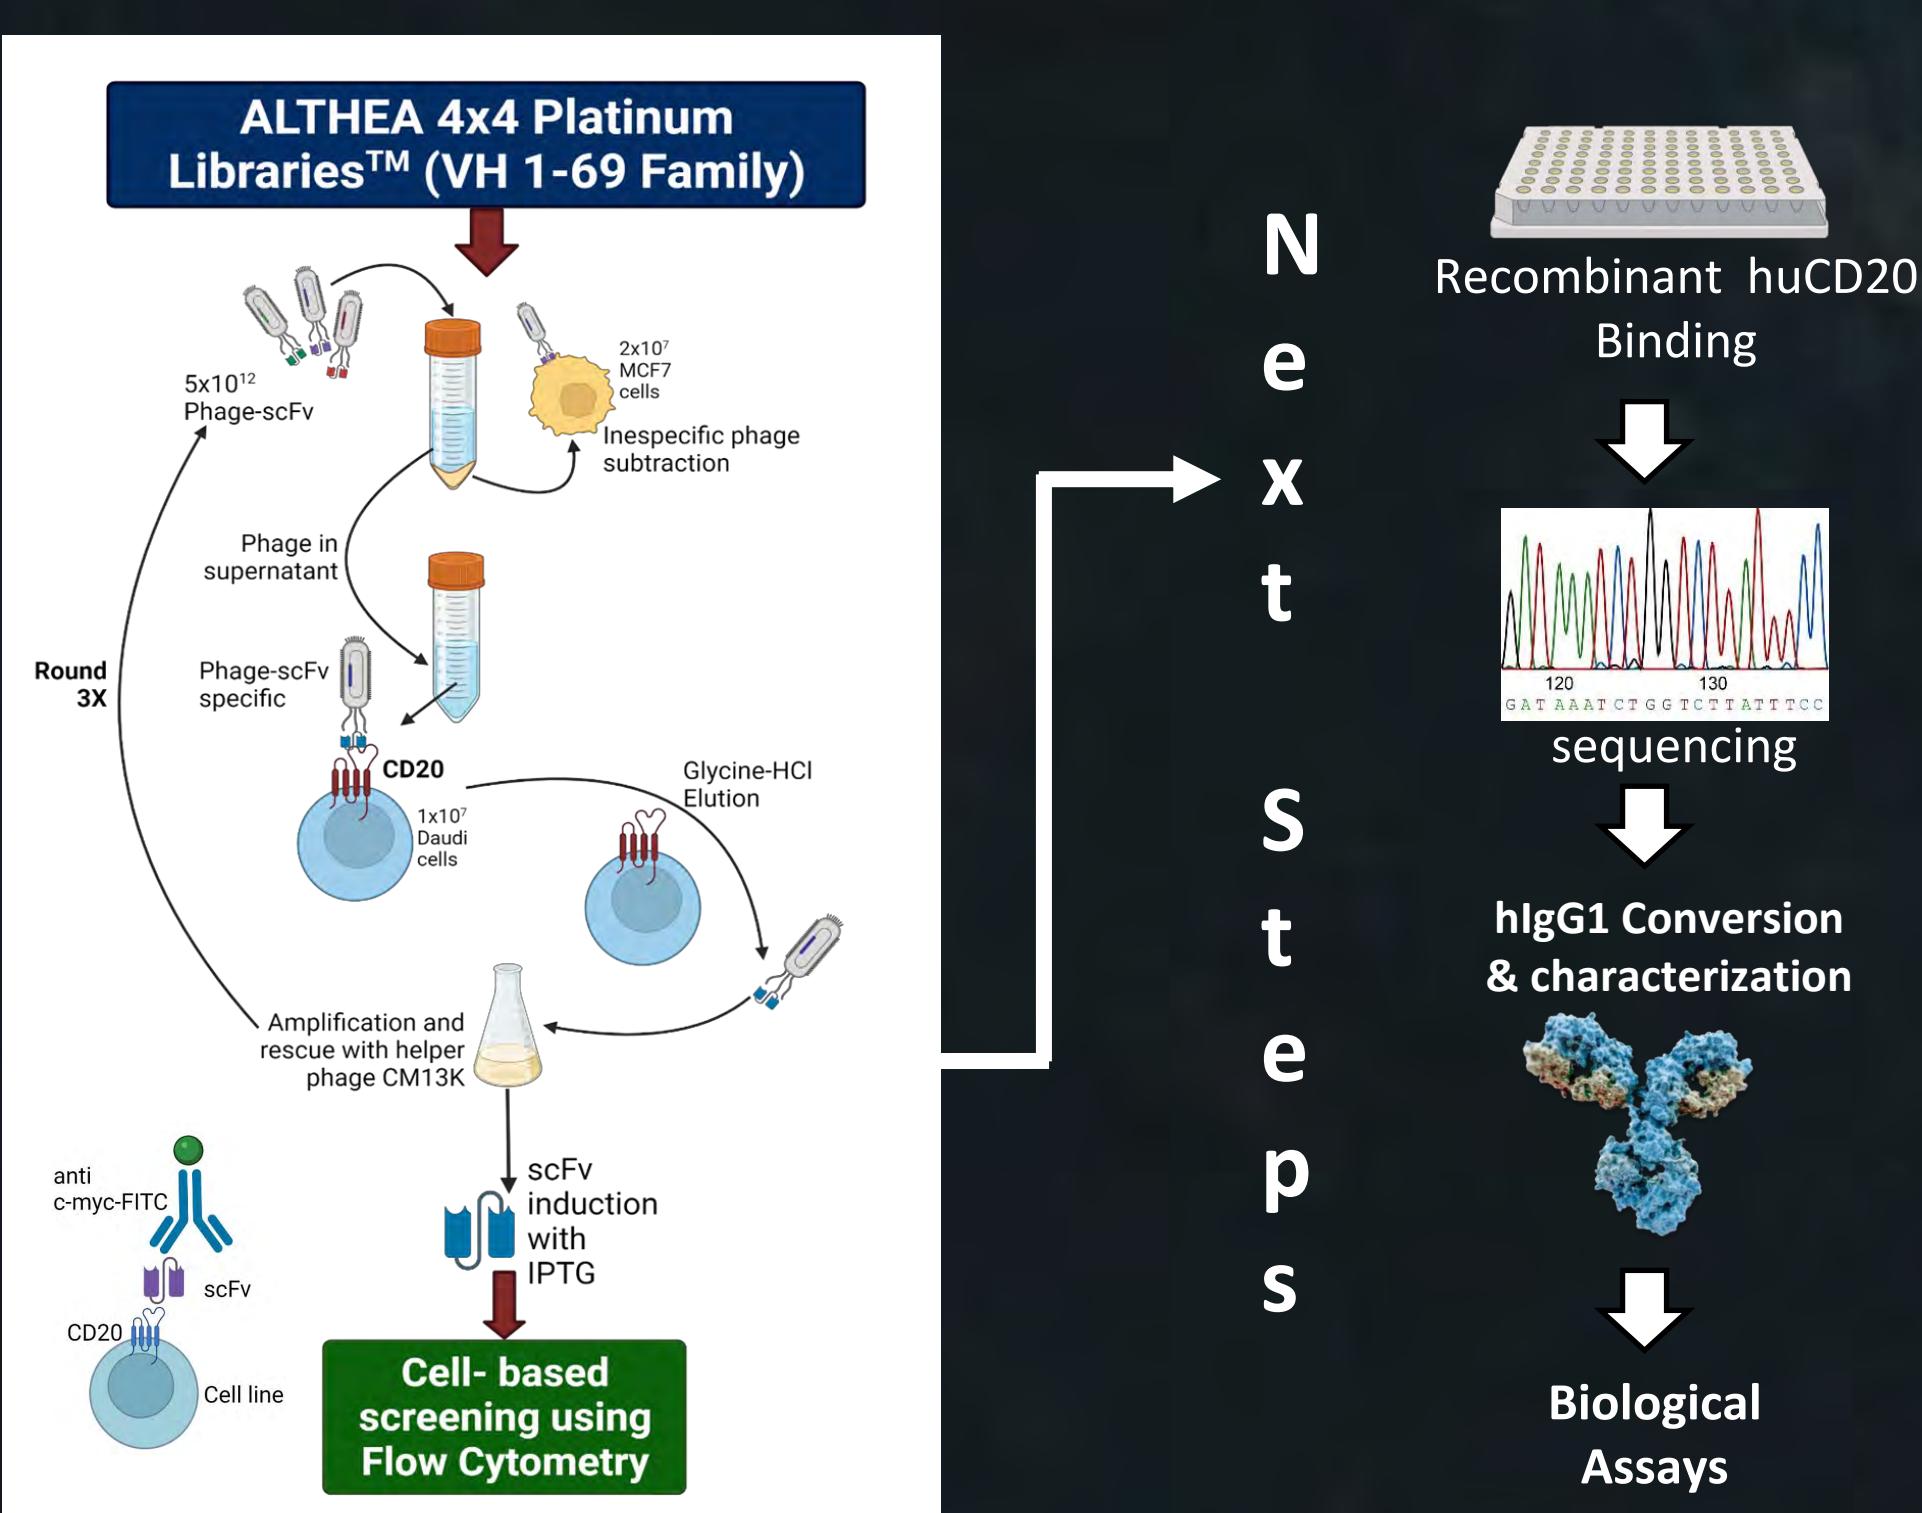 ALTHEA 4x4 Platinum
Libraries™ (VH 1-69 Family)
5x10¹²
Phage-scFv
2x10⁷
MCF7
cells
Inespecific phage
subtraction
Phage in
supernatant
Round
3X
Phage-scFv
specific
CD20
1x10⁷
Daudi
cells
Glycine-HCl
Elution
Amplification and
rescue with helper
phage CM13K
scFv
induction
with
IPTG
anti
c-myc-FITC
scFv
CD20
Cell line
Cell- based
screening using
Flow Cytometry
Next Steps
Recombinant huCD20
Binding
120 130
GATAAATCTGGTCTTATTTCC
sequencing
hIgG1 Conversion
& characterization
Biological
Assays